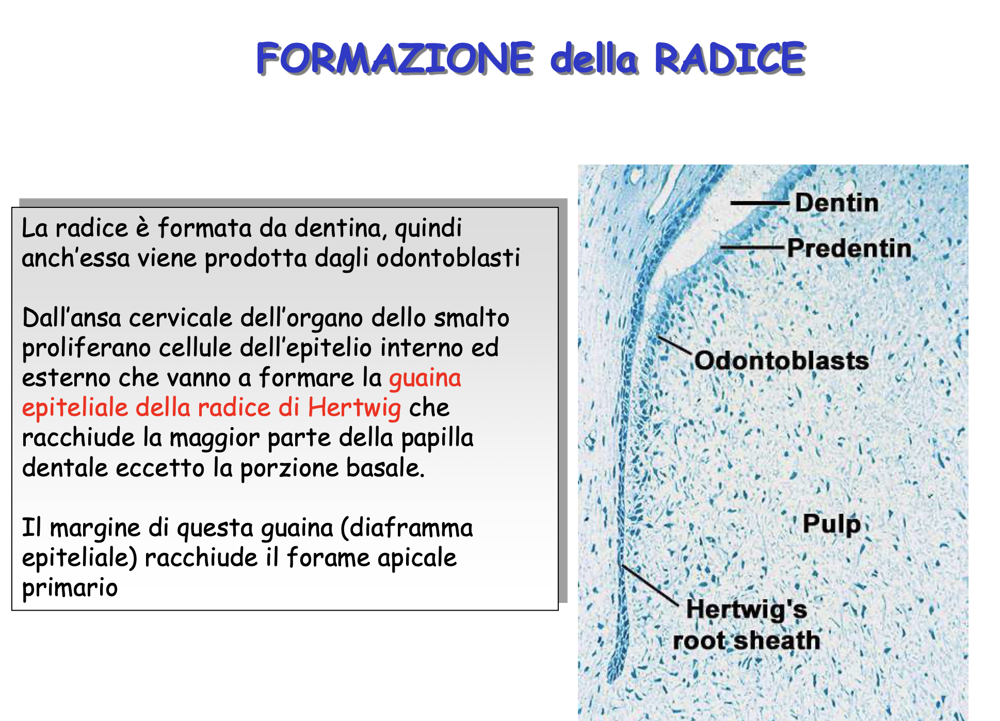 FORMAZIONE della RADICE
La radice è formata da dentina, quindi
anch’essa viene prodotta dagli odontoblasti
Dall’ansa cervicale dell’organo dello smalto
proliferano cellule dell’epitelio interno ed
esterno che vanno a formare la guaina
epiteliale della radice di Hertwig che
racchiude la maggior parte della papilla
dentale eccetto la porzione basale.
Il margine di questa guaina (diaframma
epiteliale) racchiude il forame apicale
primario
Dentin
Predentin
Odontoblasts
Pulp
Hertwig's
root sheath